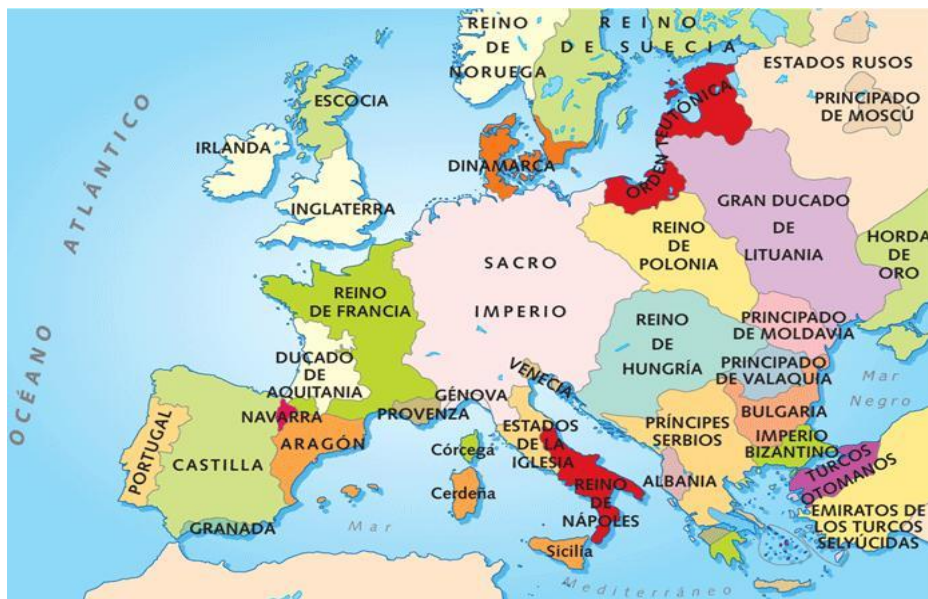 REINO
DE
NORUEGA
REINO
DE SUECIA
ESTADOS RUSOS
PRINCIPADO
DE MOSCÚ
ESCOCIA
IRLANDA
INGLATERRA
DINAMARCA
ORDEN TEUTÓNICA
GRAN DUCADO
DE
LITUANIA
HORDA
DE
ORO
REINO
DE
POLONIA
SACRO
IMPERIO
OCÉANO ATLÁNTICO
REINO
DE FRANCIA
DUCADO
DE
AQUITANIA
REINO
DE
HUNGRÍA
PRINCIPADO
DE MOLDAVIA
PRINCIPADO
DE VALAQUIA
Mar
Negro
VENECIA
GÉNOVA
PROVENZA
NAVARRA
ARAGÓN
PORTUGAL
CASTILLA
GRANADA
Córcega
Cerdeña
ESTADOS
DE LA
IGLESIA
REINO
DE
NÁPOLES
Sicilia
PRÍNCIPES
SERBIOS
ALBANIA
BULGARIA
IMPERIO
BIZANTINO
TURCOS
OTOMANOS
EMIRATOS DE
LOS TURCOS
SELYÚCIDAS
Mar
Mediterráneo